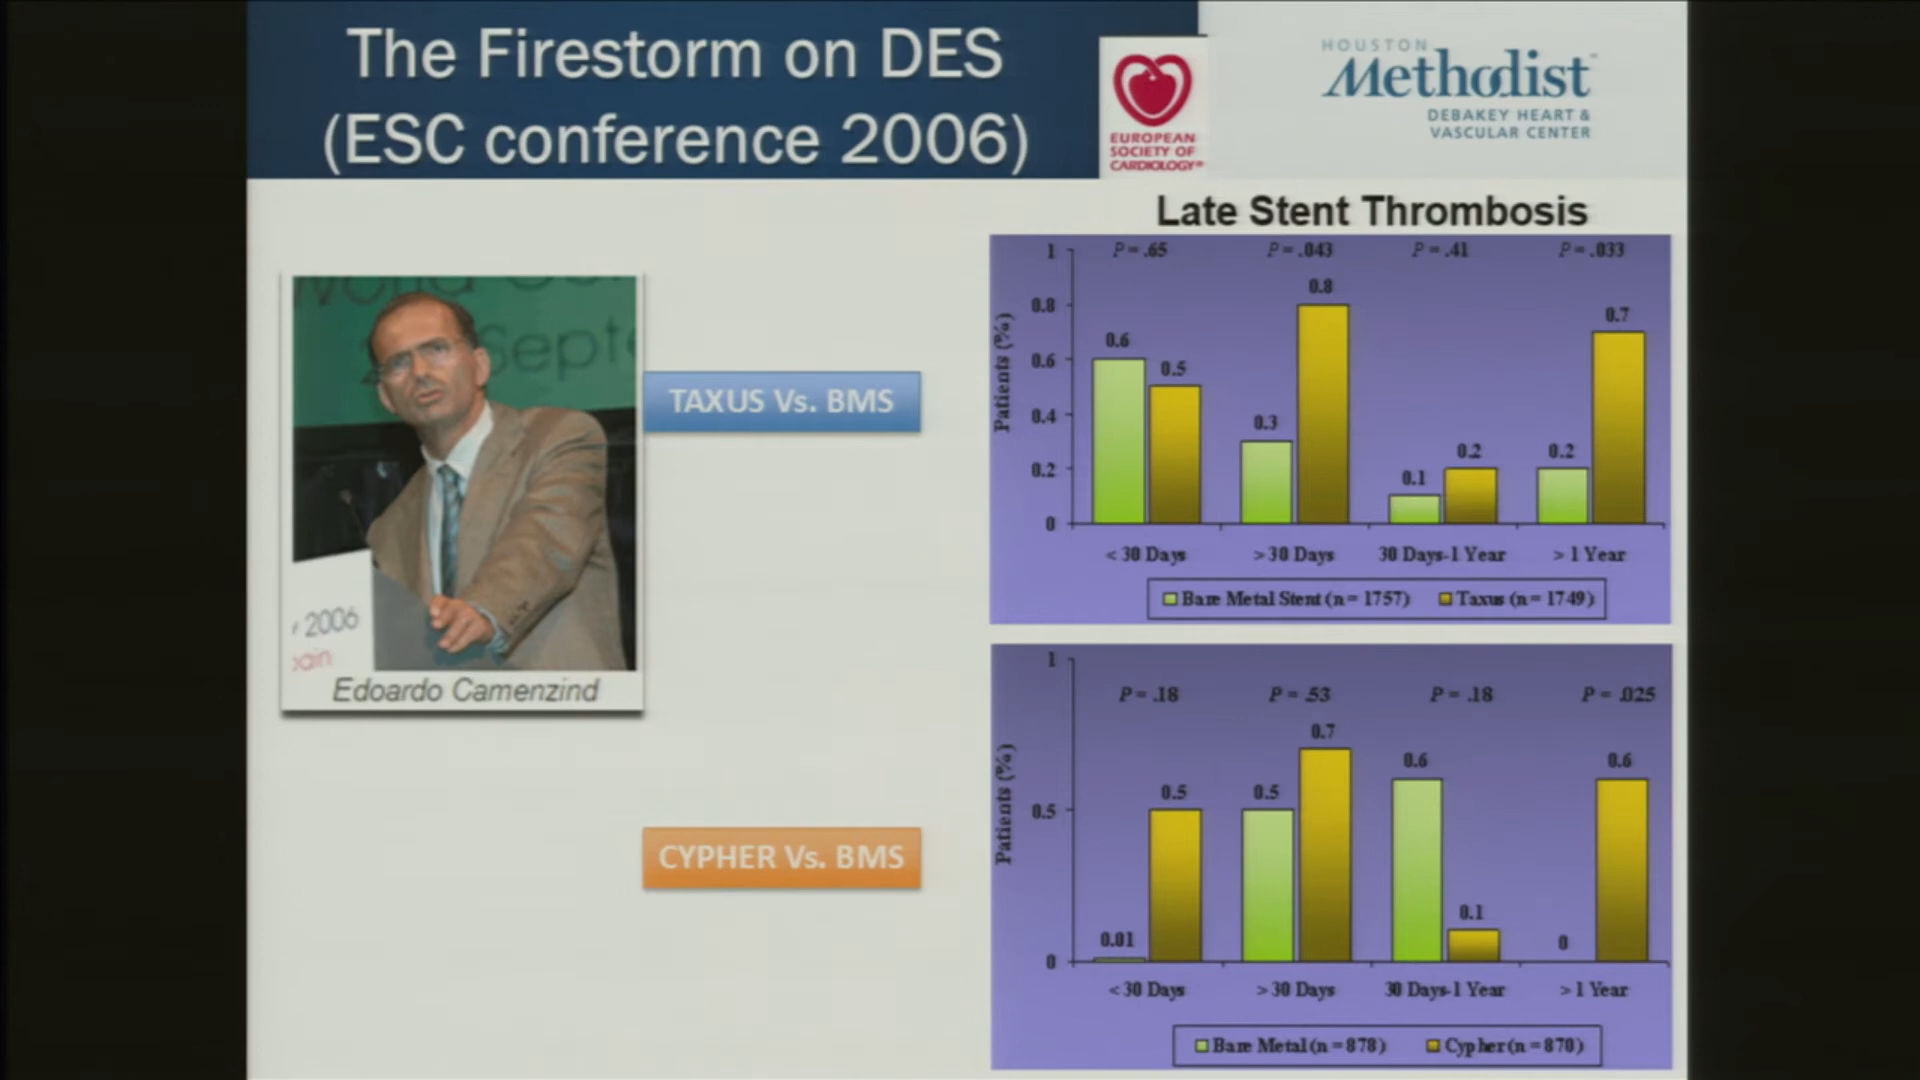 The Firestorm on DES
(ESC conference 2006)
EUROPEAN
SOCIETY OF
CARDIOLOGY®
HOUSTON
Methodist
DEBAKEY HEART &
VASCULAR CENTER
Late Stent Thrombosis
2006
Edoardo Camenzind
TAXUS Vs. BMS
CYPHER Vs. BMS
P = .65 P = .043 P = .41 P = .033
Patients (%)
1
0.8
0.6
0.4
0.2
0
0.6 0.5 0.3 0.8 0.1 0.2 0.2 0.7
< 30 Days > 30 Days 30 Days-1 Year > 1 Year
Bare Metal Stent (n = 1757) Taxus (n = 1749)
P = .18 P = .53 P = .18 P = .025
Patients (%)
1
0.5
0
0.01 0.5 0.5 0.7 0.6 0.1 0 0.6
< 30 Days > 30 Days 30 Days-1 Year > 1 Year
Bare Metal (n = 878) Cypher (n = 870)